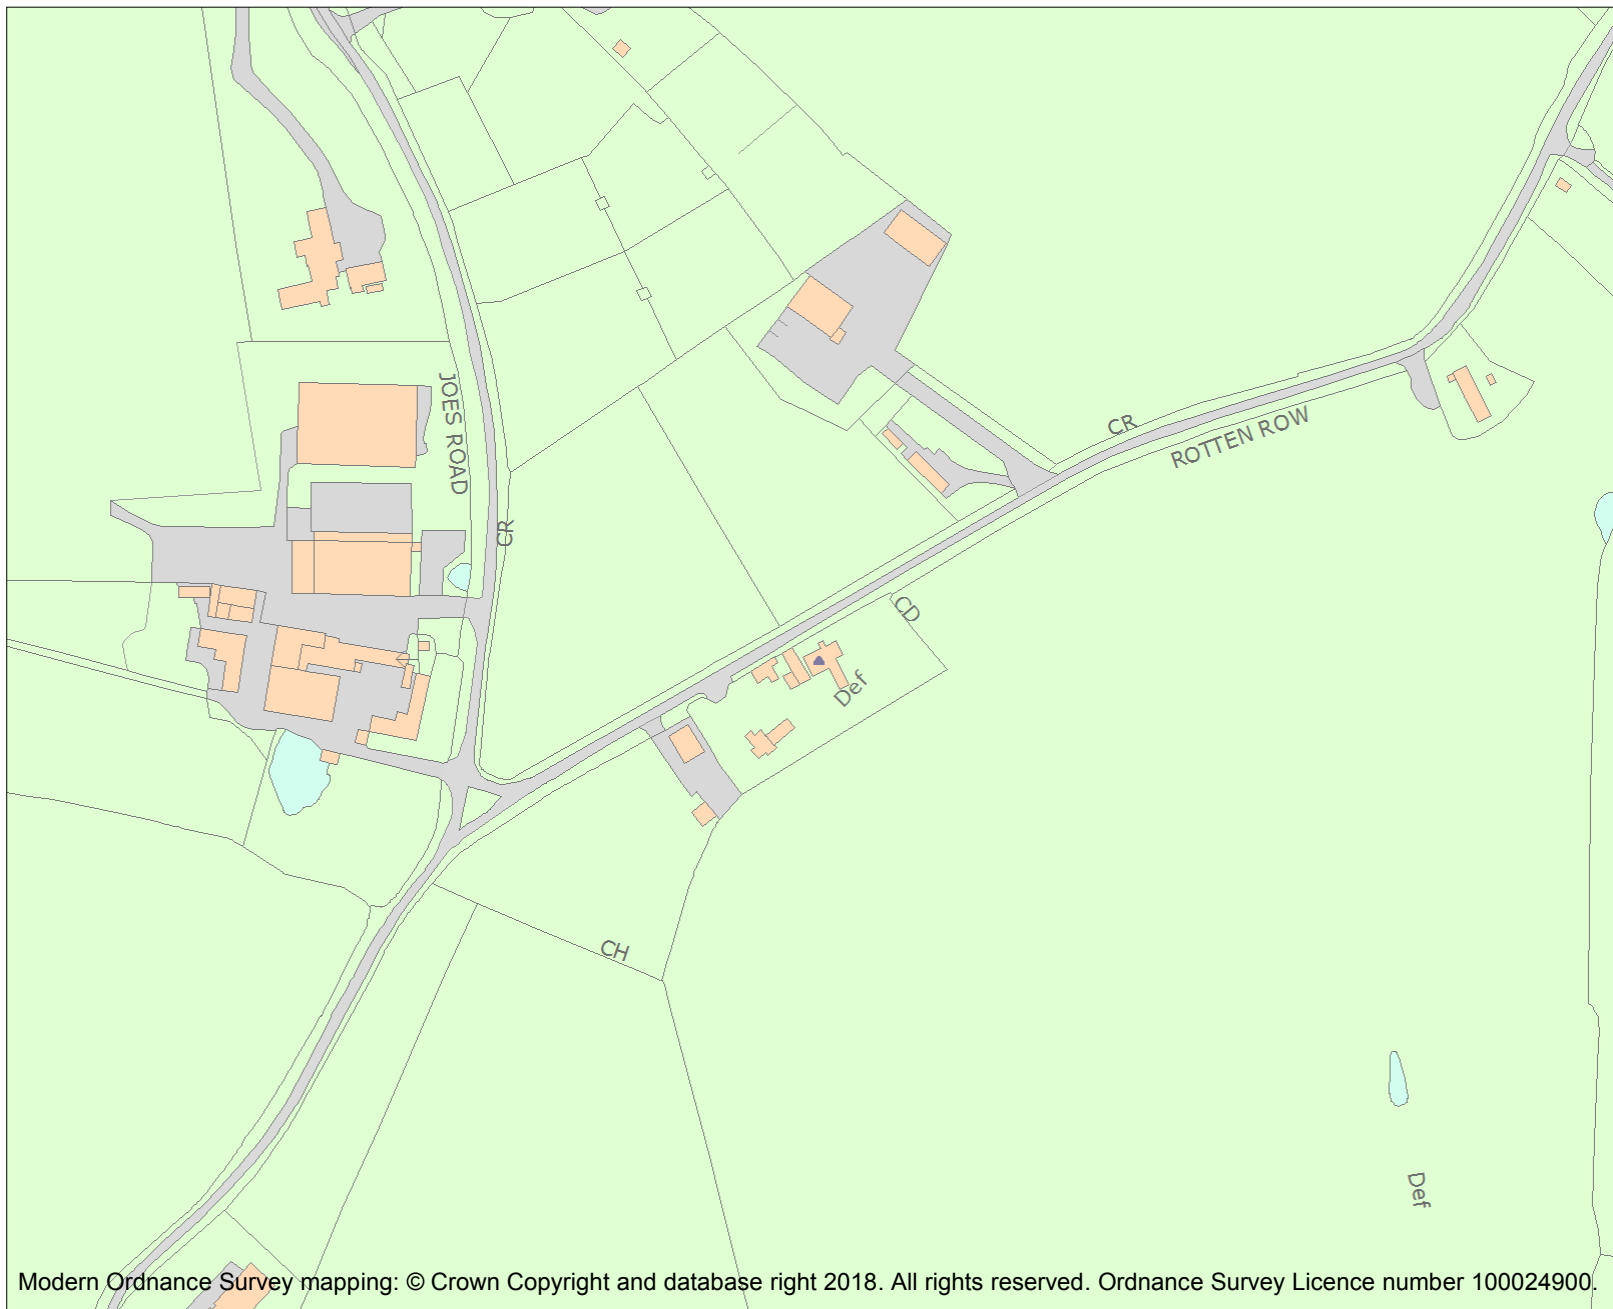 JOES ROAD
CR
ROTTEN ROW
CR
CD
Def
CH
Def
Modern Ordnance Survey mapping: © Crown Copyright and database right 2018. All rights reserved. Ordnance Survey Licence number 100024900.